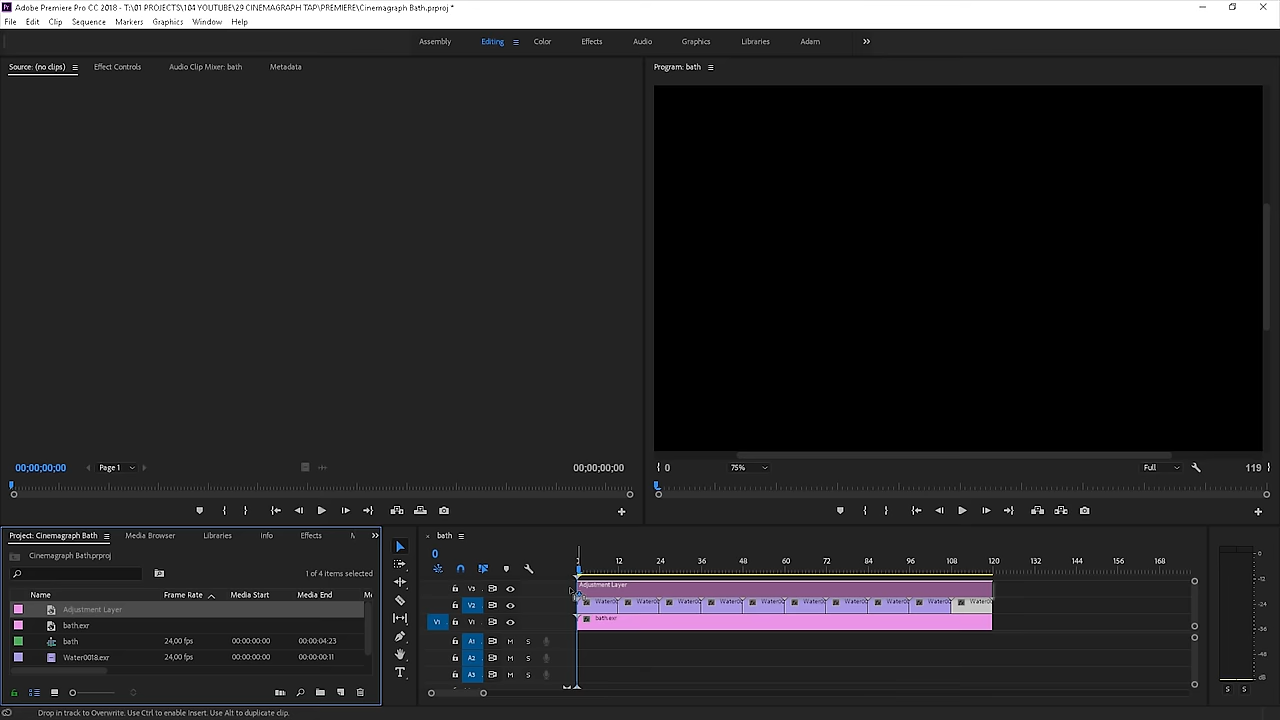 Adobe Premiere Pro CC 2018 - T:\01 PROJECTS\104 YOUTUBE\29 CINEMAGRAPH TAP\PREMIERE\Cinemagraph Bath.prproj *
File Edit Clip Sequence Markers Graphics Window Help
Assembly Editing Color Effects Audio Graphics Libraries Adam
Source: (no clips) Effect Controls Audio Clip Mixer: bath Metadata
Program: bath
00;00;00;00 Page 1 00;00;00;00
0 75% Full 119
Project: Cinemagraph Bath Media Browser Libraries Info Effects
Cinemagraph Bath.prproj
1 of 4 items selected
Name Frame Rate Media Start Media End
Adjustment Layer
bath.exr
bath 24,00 fps 00:00:00:00 00:00:04:23
Water0018.exr 24,00 fps 00:00:00:00 00:00:00:11
bath
0
12 24 36 48 60 72 84 96 108 120 132 144 156 168
V3 Adjustment Layer
V2
V1 V1 bath.exr
A1 M S
A2 M S
A3 M S
0
-12
-24
-36
-48
dB
S S
Drop in track to Overwrite. Use Ctrl to enable Insert. Use Alt to duplicate clip.